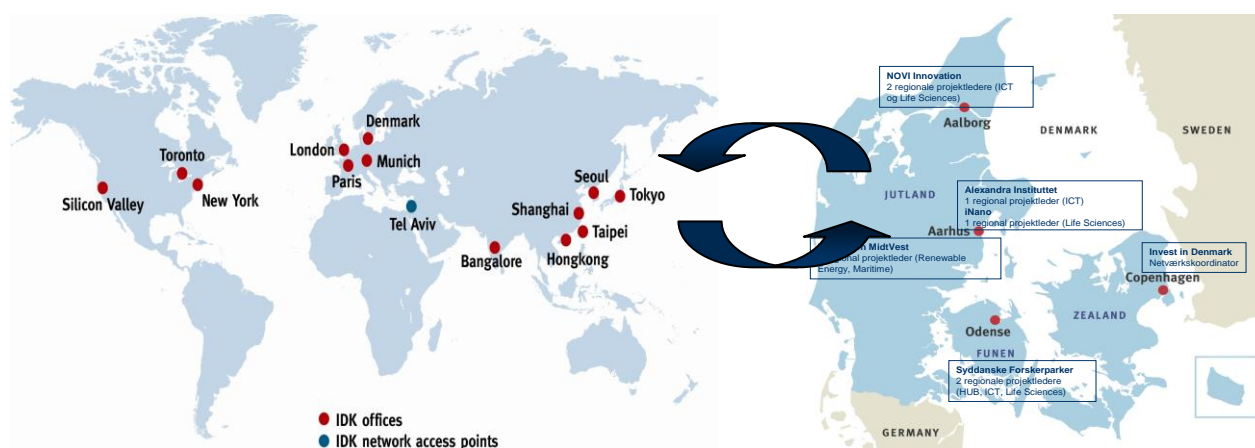 Denmark
London
Munich
Paris
Toronto
New York
Silicon Valley
Tel Aviv
Seoul
Tokyo
Shanghai
Taipei
Hongkong
Bangalore
IDK offices
IDK network access points
NOVI Innovation
2 regionale projektledere (ICT
og Life Sciences)
Aalborg
DENMARK
SWEDEN
JUTLAND
Alexandra Instituttet
1 regional projektleder (ICT)
iNano
1 regional projektleder (Life Sciences)
Aarhus
MidtVest
projektleder (Renewable
Energy, Maritime)
Invest in Denmark
Netværkskoordinator
Copenhagen
ZEALAND
Odense
FUNEN
Syddanske Forskerparker
2 regionale projektledere
(HUB, ICT, Life Sciences)
GERMANY